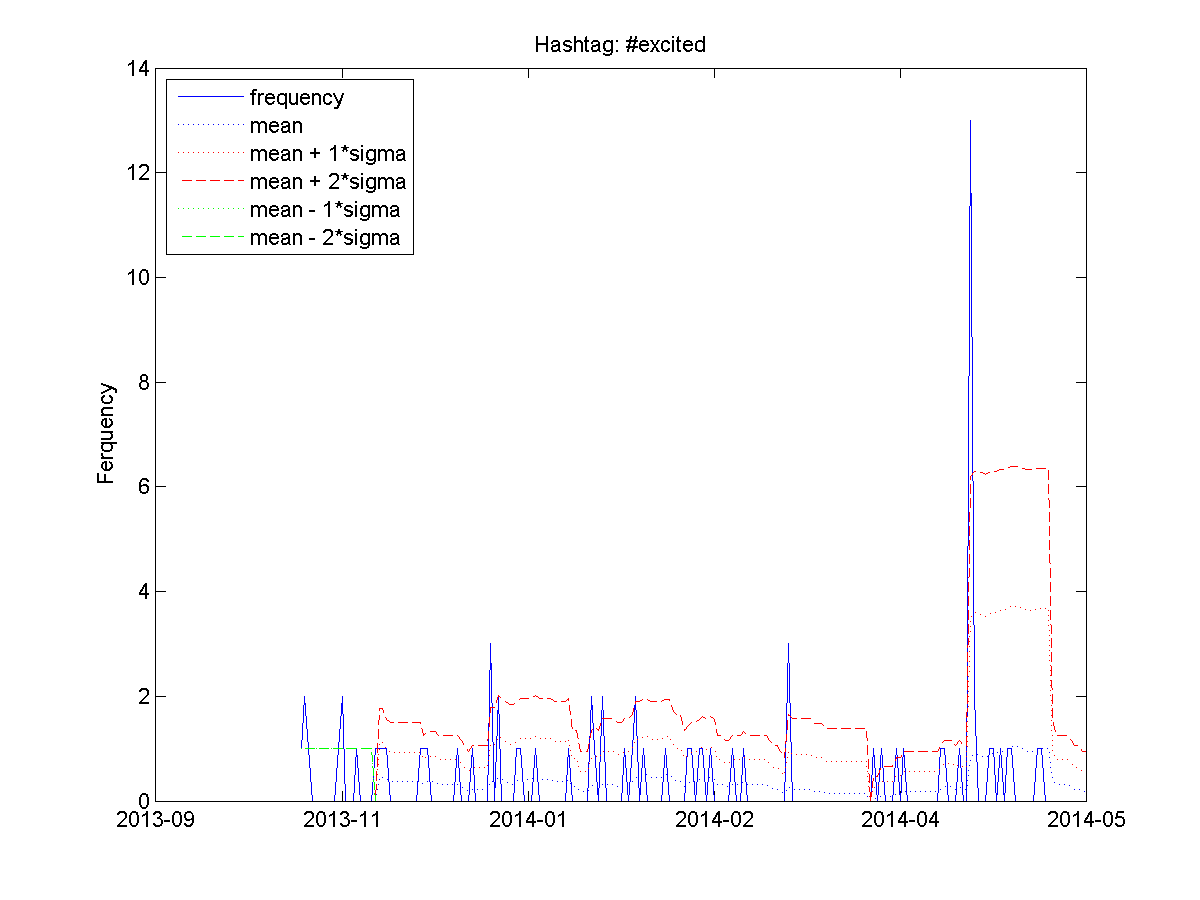 Hashtag: #excited
14
12
10
8
6
4
2
0
Ferquency
frequency
mean
mean + 1*sigma
mean + 2*sigma
mean - 1*sigma
mean - 2*sigma
2013-09
2013-11
2014-01
2014-02
2014-04
2014-05